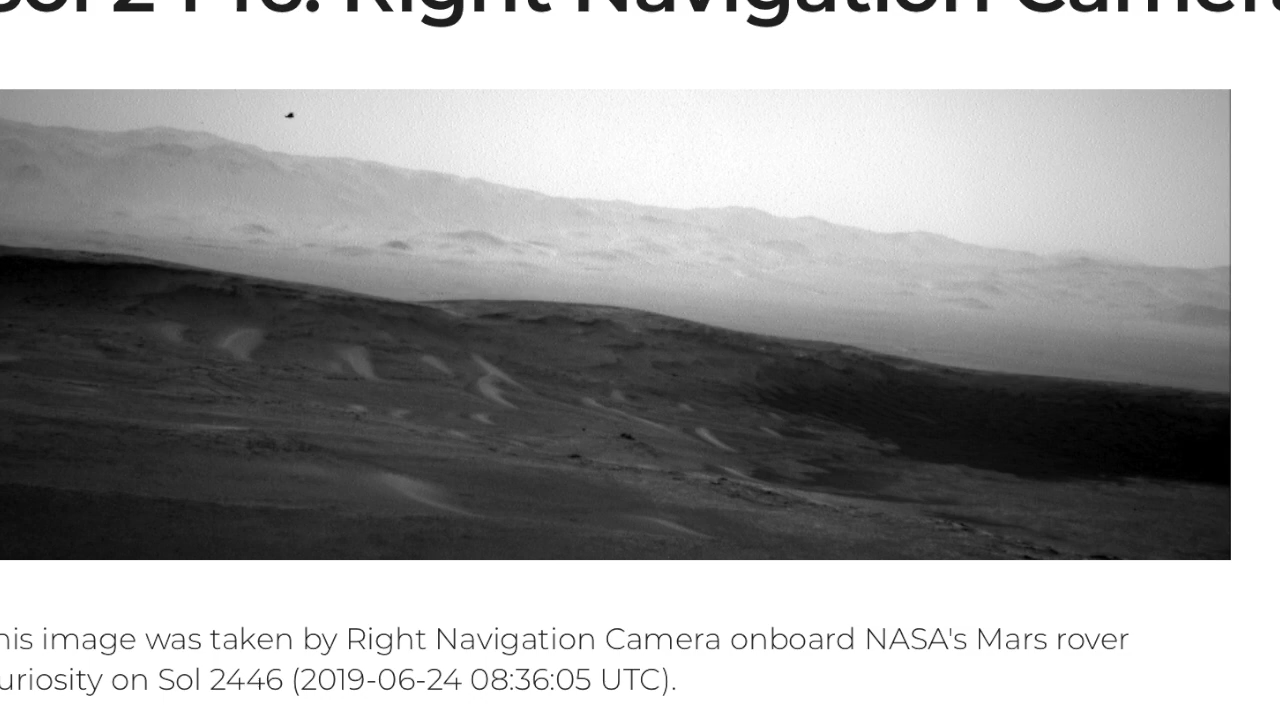 Right Navigation
his image was taken by Right Navigation Camera onboard NASA's Mars rover
uriosity on Sol 2446 (2019-06-24 08:36:05 UTC).